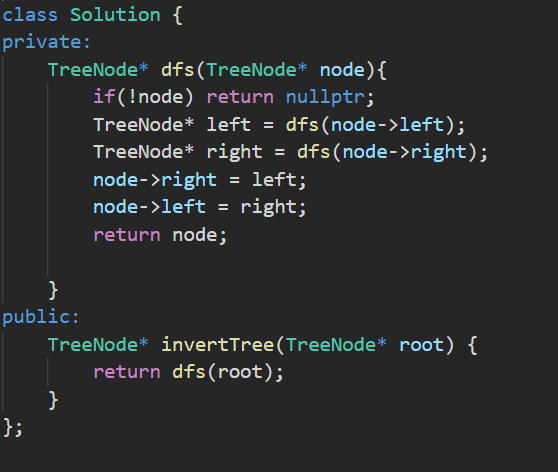 class Solution {
private:
    TreeNode* dfs(TreeNode* node){
        if(!node) return nullptr;
        TreeNode* left = dfs(node->left);
        TreeNode* right = dfs(node->right);
        node->right = left;
        node->left = right;
        return node;

    }
public:
    TreeNode* invertTree(TreeNode* root) {
        return dfs(root);
    }
};